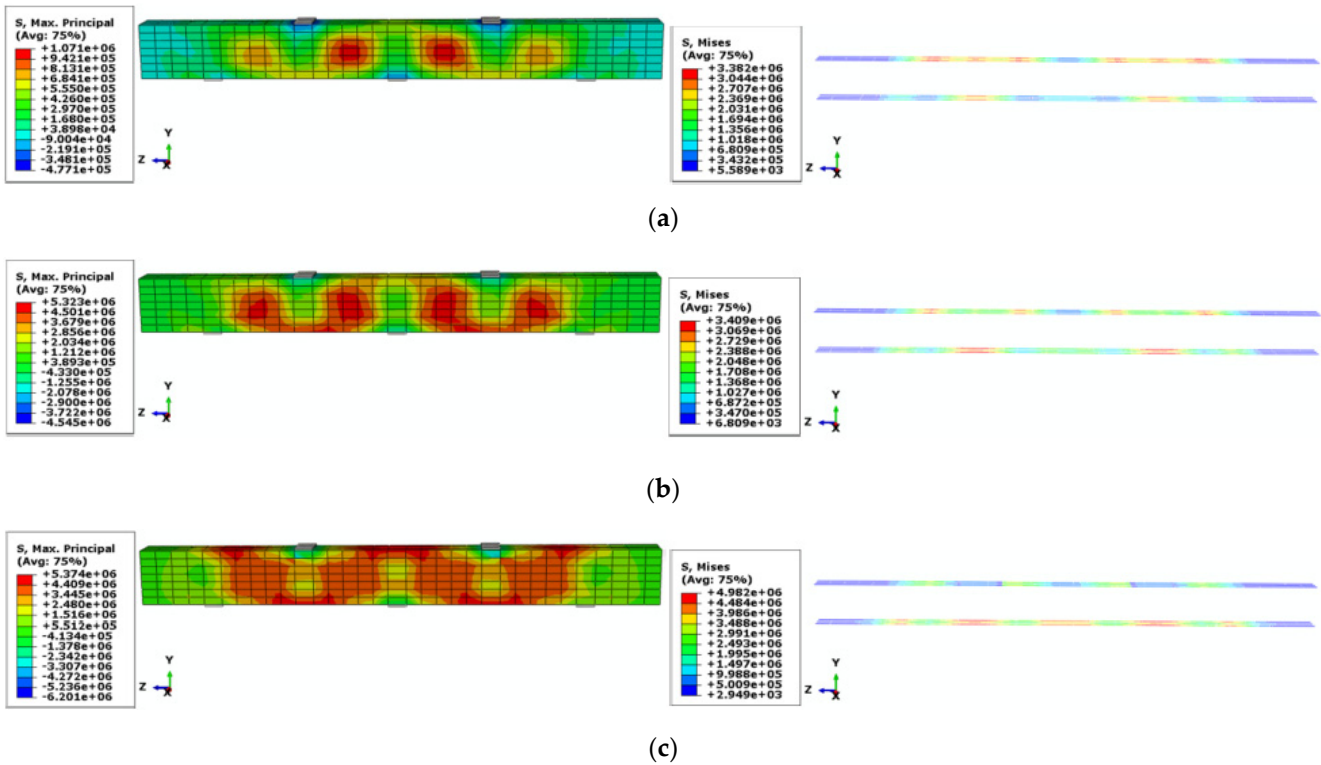 S, Max. Principal
(Avg: 75%)
+1.071e+06
+9.421e+05
+8.131e+05
+6.841e+05
+5.550e+05
+4.260e+05
+2.970e+05
+1.680e+05
+3.898e+04
-9.004e+04
-2.191e+05
-3.481e+05
-4.771e+05
Y
Z
X
S, Mises
(Avg: 75%)
+3.382e+06
+3.044e+06
+2.707e+06
+2.369e+06
+2.031e+06
+1.694e+06
+1.356e+06
+1.018e+06
+6.809e+05
+3.432e+05
+5.589e+03
Y
Z
X
(a)
S, Max. Principal
(Avg: 75%)
+5.323e+06
+4.501e+06
+3.679e+06
+2.856e+06
+2.034e+06
+1.212e+06
+3.893e+05
-4.330e+05
-1.255e+06
-2.078e+06
-2.900e+06
-3.722e+06
-4.545e+06
Y
Z
X
S, Mises
(Avg: 75%)
+3.409e+06
+3.069e+06
+2.729e+06
+2.388e+06
+2.048e+06
+1.708e+06
+1.368e+06
+1.027e+06
+6.872e+05
+3.470e+05
+6.809e+03
Y
Z
X
(b)
S, Max. Principal
(Avg: 75%)
+5.374e+06
+4.409e+06
+3.445e+06
+2.480e+06
+1.516e+06
+5.512e+05
-4.134e+05
-1.378e+06
-2.342e+06
-3.307e+06
-4.272e+06
-5.236e+06
-6.201e+06
Y
Z
X
S, Mises
(Avg: 75%)
+4.982e+06
+4.484e+06
+3.986e+06
+3.488e+06
+2.991e+06
+2.493e+06
+1.995e+06
+1.497e+06
+9.988e+05
+5.009e+05
+2.949e+03
Y
Z
X
(c)